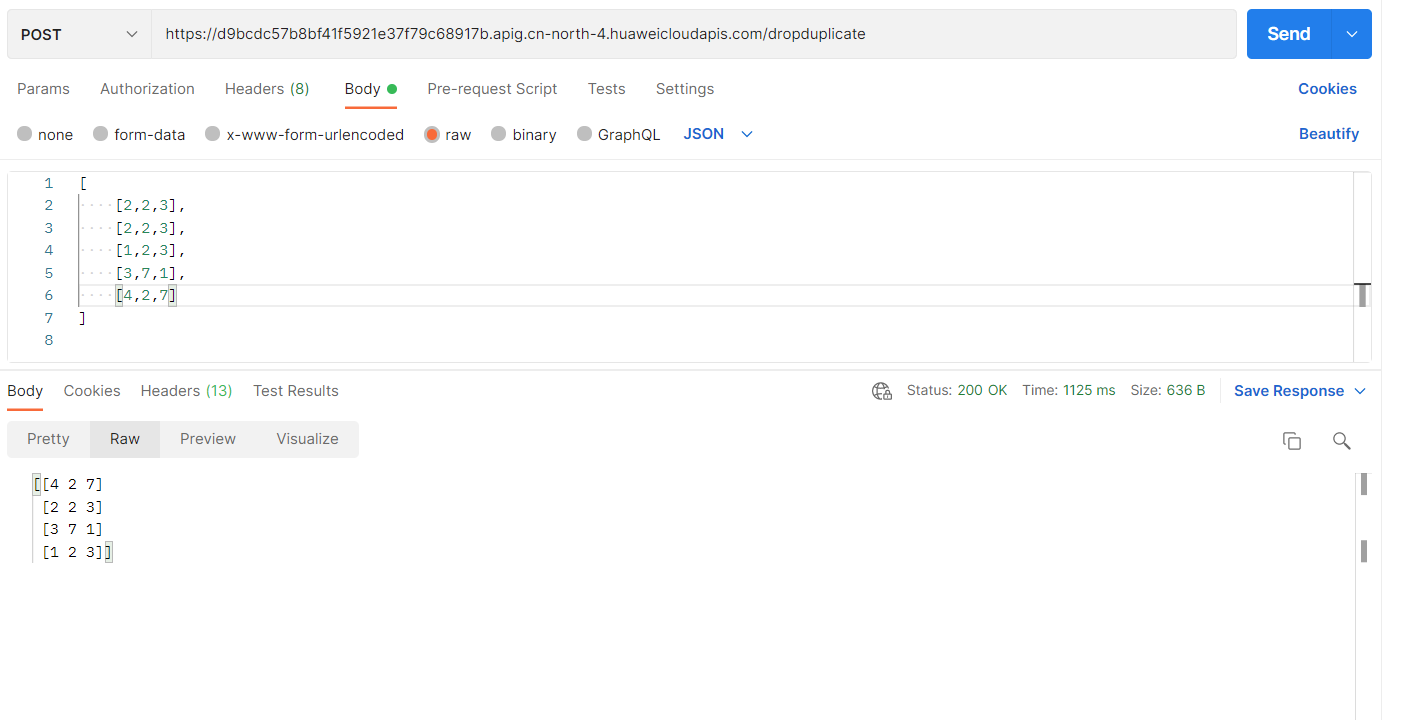 POST https://d9bcdc57b8bf41f5921e37f79c68917b.apig.cn-north-4.huaweicloudapis.com/dropduplicate Send
Params Authorization Headers (8) Body Pre-request Script Tests Settings Cookies
none form-data x-www-form-urlencoded raw binary GraphQL JSON Beautify
1 [
2 ····[2,2,3],
3 ····[2,2,3],
4 ····[1,2,3],
5 ····[3,7,1],
6 ····[4,2,7]
7 ]
8
Body Cookies Headers (13) Test Results Status: 200 OK Time: 1125 ms Size: 636 B Save Response
Pretty Raw Preview Visualize
[[4 2 7]
[2 2 3]
[3 7 1]
[1 2 3]]